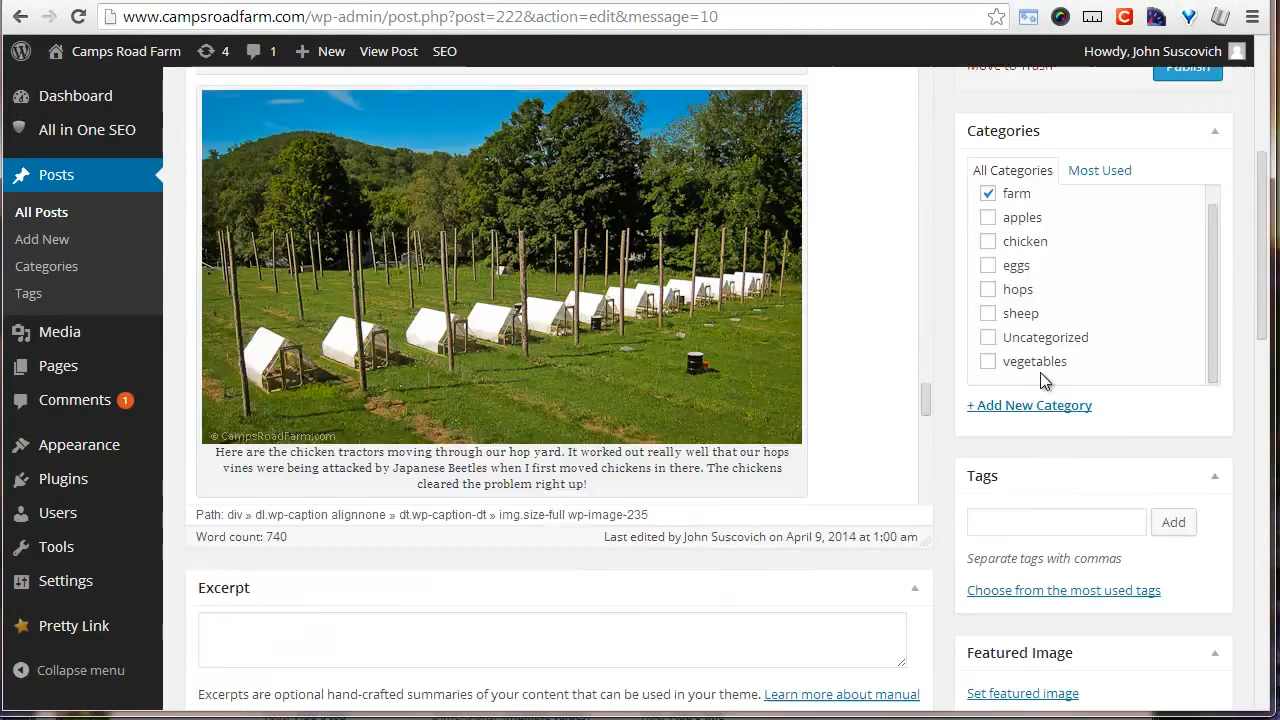 www.campsroadfarm.com/wp-admin/post.php?post=222&action=edit&message=10
Camps Road Farm 4 1 New View Post SEO Howdy, John Suscovich
Dashboard
All in One SEO
Posts
All Posts
Add New
Categories
Tags
Media
Pages
Comments 1
Appearance
Plugins
Users
Tools
Settings
Pretty Link
Collapse menu
© CampsRoadFarm.com
Here are the chicken tractors moving through our hop yard. It worked out really well that our hops
vines were being attacked by Japanese Beetles when I first moved chickens in there. The chickens
cleared the problem right up!
Path: div » dl.wp-caption alignnone » dt.wp-caption-dt » img.size-full wp-image-235
Word count: 740 Last edited by John Suscovich on April 9, 2014 at 1:00 am
Excerpt
Excerpts are optional hand-crafted summaries of your content that can be used in your theme. Learn more about manual
Move to Trash Publish
Categories
All Categories Most Used
farm
apples
chicken
eggs
hops
sheep
Uncategorized
vegetables
+ Add New Category
Tags
Add
Separate tags with commas
Choose from the most used tags
Featured Image
Set featured image